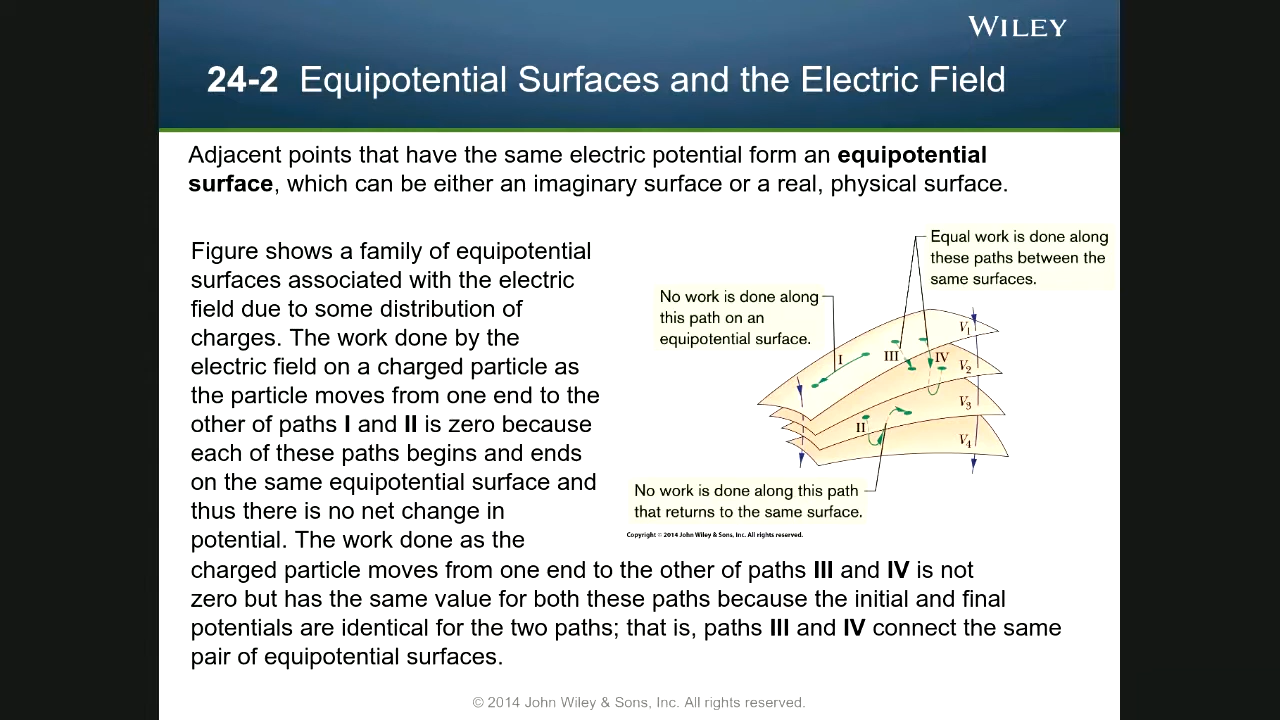 WILEY
24-2 Equipotential Surfaces and the Electric Field
Adjacent points that have the same electric potential form an equipotential
surface, which can be either an imaginary surface or a real, physical surface.
Figure shows a family of equipotential
surfaces associated with the electric
field due to some distribution of
charges. The work done by the
electric field on a charged particle as
the particle moves from one end to the
other of paths I and II is zero because
each of these paths begins and ends
on the same equipotential surface and
thus there is no net change in
potential. The work done as the
charged particle moves from one end to the other of paths III and IV is not
zero but has the same value for both these paths because the initial and final
potentials are identical for the two paths; that is, paths III and IV connect the same
pair of equipotential surfaces.
Equal work is done along
these paths between the
same surfaces.
No work is done along
this path on an
equipotential surface.
V1
I
III
IV
V2
V3
II
V4
No work is done along this path
that returns to the same surface.
Copyright © 2014 John Wiley & Sons, Inc. All rights reserved.
© 2014 John Wiley & Sons, Inc. All rights reserved.